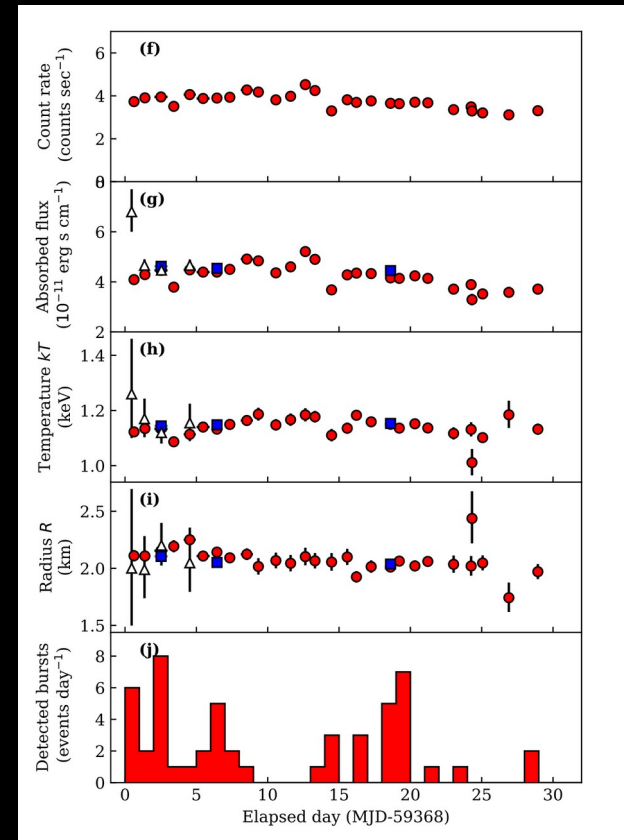 (f)
Count rate
(counts sec⁻¹)
6
4
2
0
(g)
Absorbed flux
(10⁻¹¹ erg s cm⁻¹)
8
6
4
2
(h)
Temperature kT
(keV)
1.4
1.2
1.0
(i)
Radius R
(km)
2.5
2.0
1.5
(j)
Detected bursts
(events day⁻¹)
8
6
4
2
0
0 5 10 15 20 25 30
Elapsed day (MJD-59368)